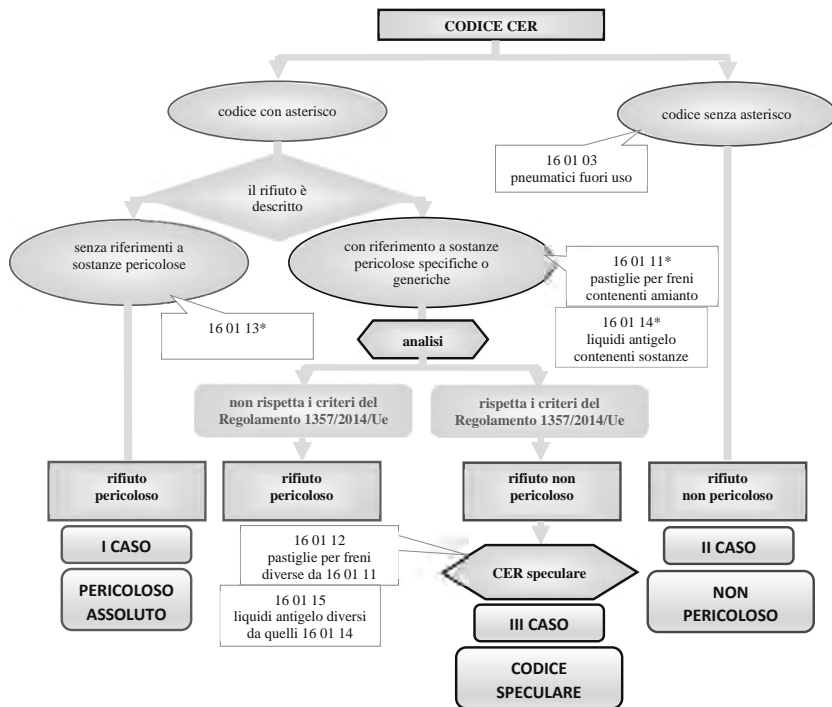 CODICE CER
codice con asterisco
codice senza asterisco
16 01 03
pneumatici fuori uso
il rifiuto è
descritto
senza riferimenti a
sostanze pericolose
con riferimento a sostanze
pericolose specifiche o
generiche
16 01 11*
pastiglie per freni
contenenti amianto
16 01 13*
16 01 14*
liquidi antigelo
contenenti sostanze
analisi
non rispetta i criteri del
Regolamento 1357/2014/Ue
rispetta i criteri del
Regolamento 1357/2014/Ue
rifiuto
pericoloso
rifiuto
pericoloso
rifiuto non
pericoloso
rifiuto
non pericoloso
I CASO
PERICOLOSO
ASSOLUTO
16 01 12
pastiglie per freni
diverse da 16 01 11
16 01 15
liquidi antigelo diversi
da quelli 16 01 14
CER speculare
III CASO
CODICE
SPECULARE
II CASO
NON
PERICOLOSO